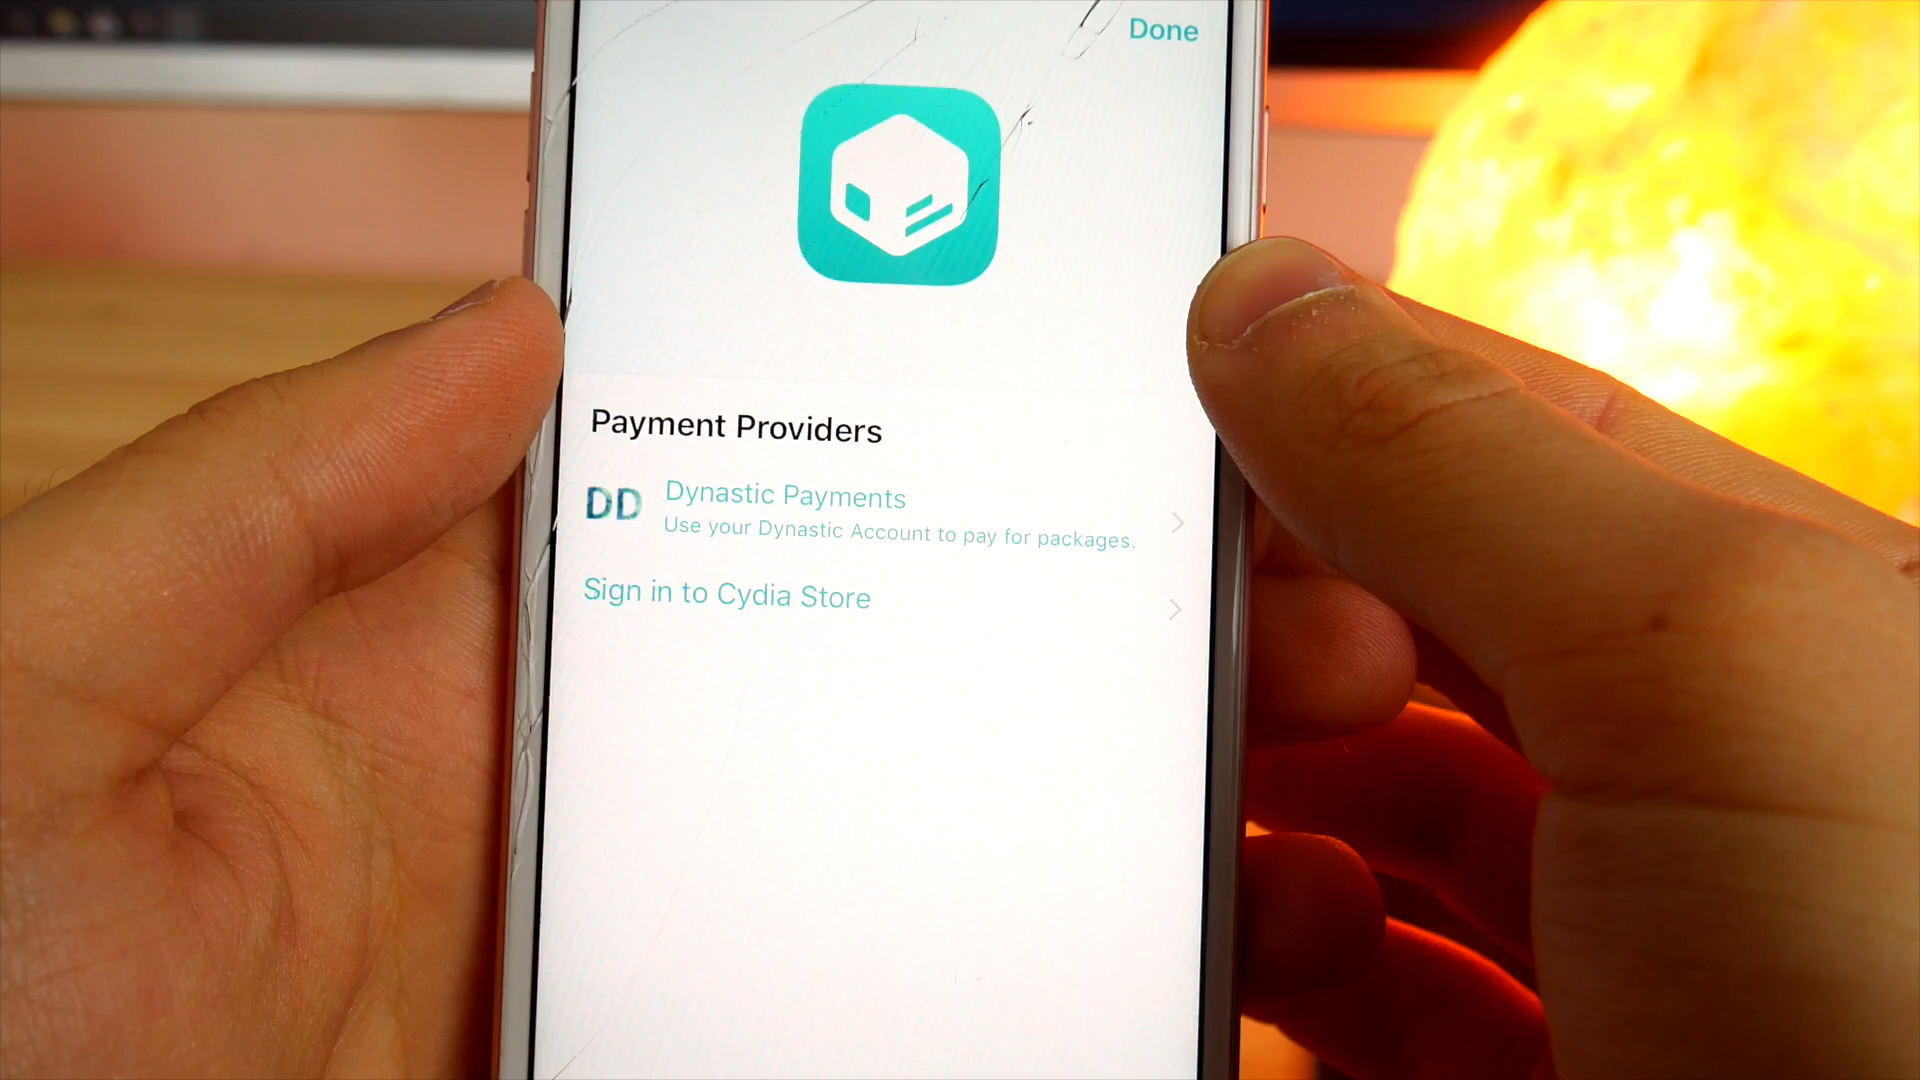 Done
Payment Providers
DD
Dynastic Payments
Use your Dynastic Account to pay for packages.
Sign in to Cydia Store